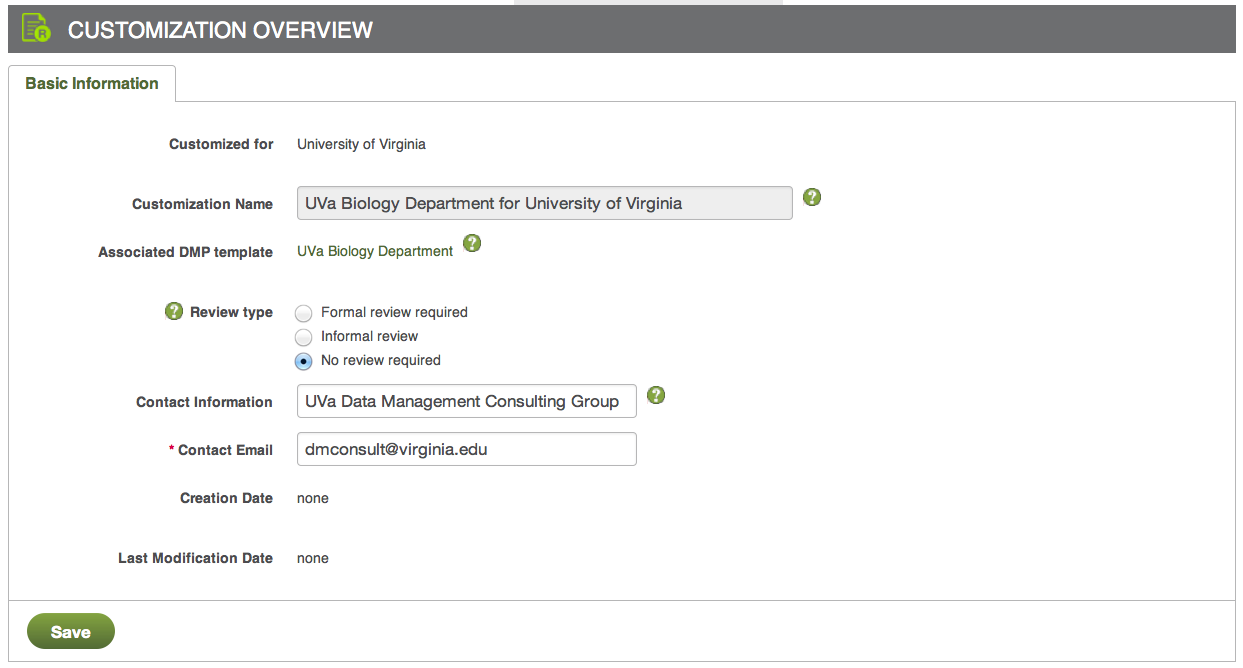 CUSTOMIZATION OVERVIEW
Basic Information
Customized for University of Virginia
Customization Name UVa Biology Department for University of Virginia ?
Associated DMP template UVa Biology Department ?
? Review type Formal review required
Informal review
No review required
Contact Information UVa Data Management Consulting Group ?
* Contact Email dmconsult@virginia.edu
Creation Date none
Last Modification Date none
Save